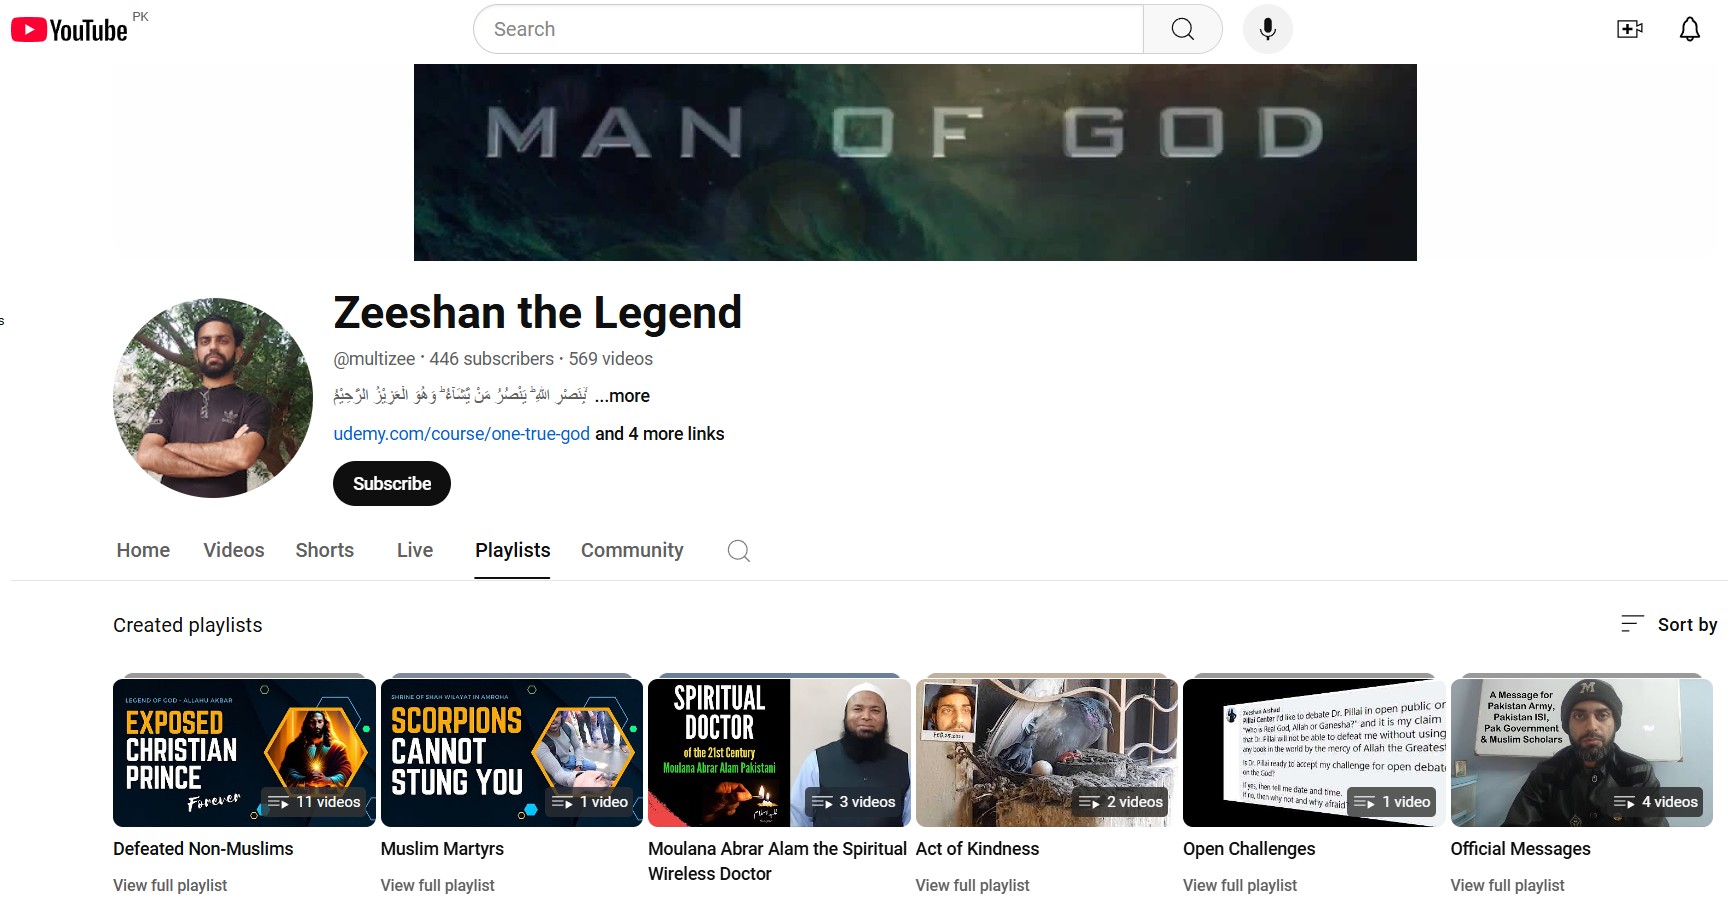 YouTube PK
Search
MAN OF GOD
Zeeshan the Legend
@multizee • 446 subscribers • 569 videos
بِنَصْرِ اللّٰهِؕ یَنْصُرُ مَنْ یَّشَآءُؕ وَهُوَ الْعَزِیْزُ الرَّحِیْمُ ...more
udemy.com/course/one-true-god and 4 more links
Subscribe
Home Videos Shorts Live Playlists Community
Created playlists
Sort by
LEGEND OF GOD - ALLAHU AKBAR
EXPOSED
CHRISTIAN
PRINCE
Forever
11 videos
Defeated Non-Muslims
View full playlist
SHRINE OF SHAH WILAYAT IN AMROHA
SCORPIONS
CANNOT
STUNG YOU
1 video
Muslim Martyrs
View full playlist
SPIRITUAL
DOCTOR
of the 21st Century
Moulana Abrar Alam Pakistani
3 videos
Moulana Abrar Alam the Spiritual
Wireless Doctor
2 videos
Act of Kindness
View full playlist
Zeeshan Arshad
Pillai Center I'd like to debate Dr. Pillai in open public or
"Who is Real God, Allah or Ganesha?" and it is my claim
that Dr. Pillai will not be able to defeat me without using
any book in the world by the mercy of Allah the Greatest
Is Dr. Pillai ready to accept my challenge for open debate
on the God?
If yes, then tell me date and time.
If no, then why not and why afraid?
1 video
Open Challenges
View full playlist
A Message for
Pakistan Army,
Pakistan ISI,
Pak Government
& Muslim Scholars
M
4 videos
Official Messages
View full playlist